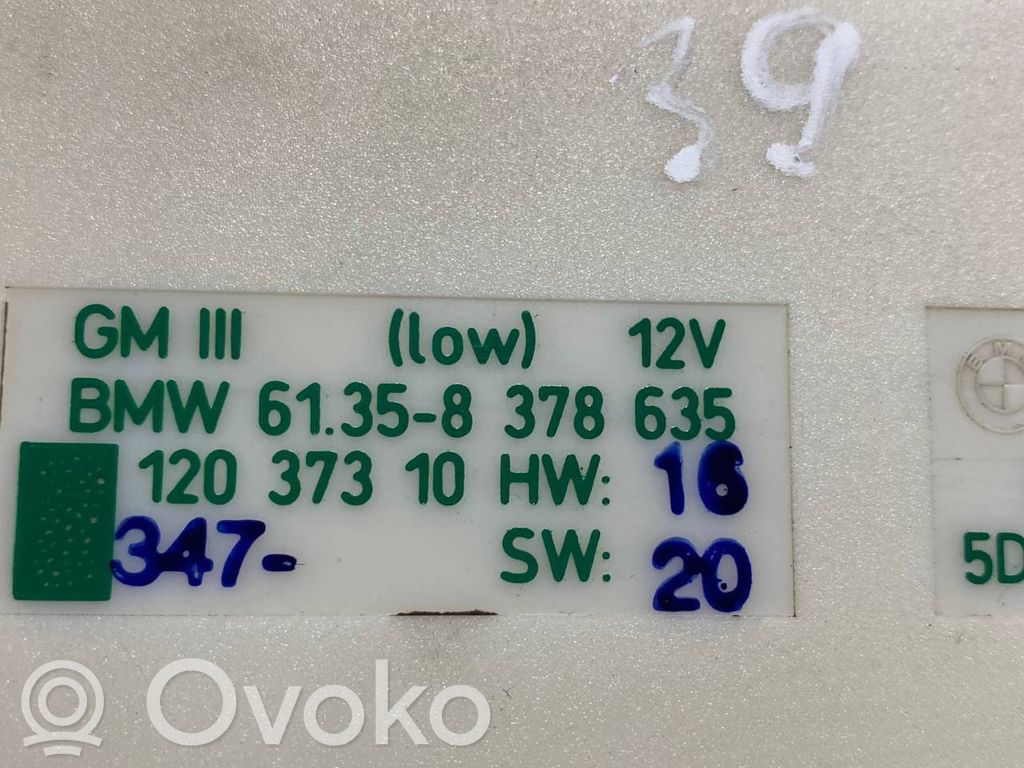 39
GM III (low) 12V
BMW 61.35-8 378 635
120 373 10 HW: 16
347- SW: 20
BM
5D
Ovoko